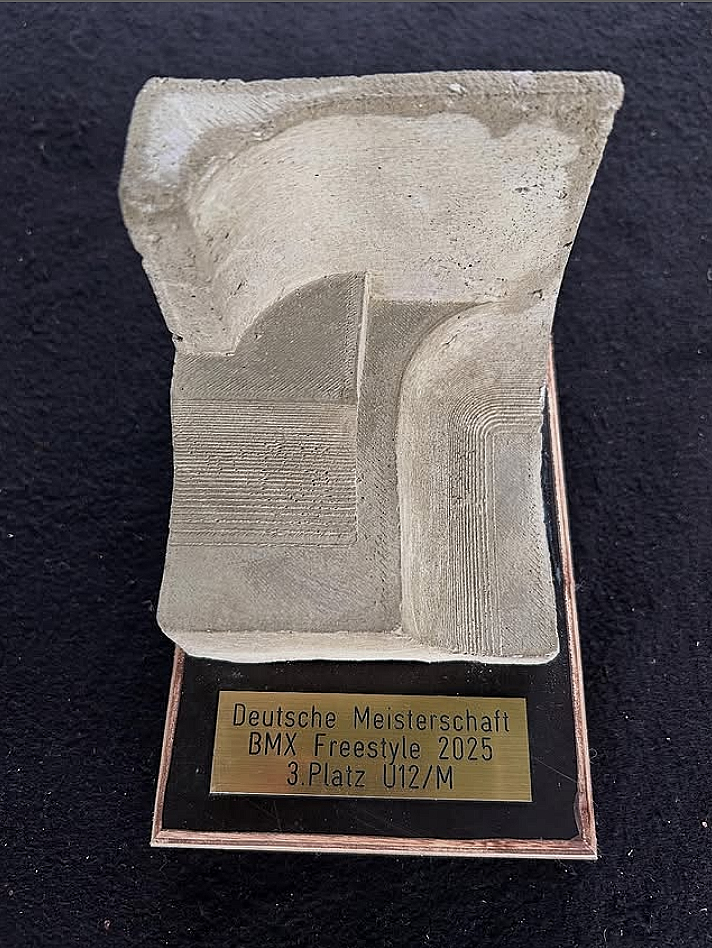 Deutsche Meisterschaft
BMX Freestyle 2025
3.Platz U12/M